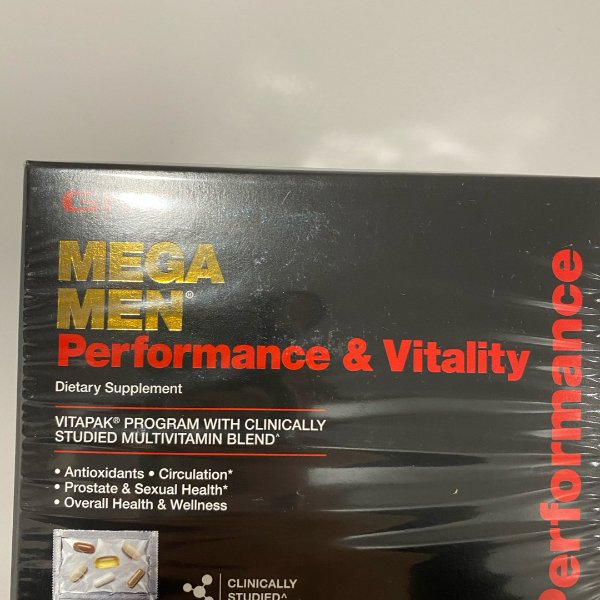 GNC
MEGA
MEN®
Performance & Vitality
Dietary Supplement
VITAPAK® PROGRAM WITH CLINICALLY
STUDIED MULTIVITAMIN BLEND^
• Antioxidants • Circulation*
• Prostate & Sexual Health*
• Overall Health & Wellness
CLINICALLY
STUDIED^
Performance